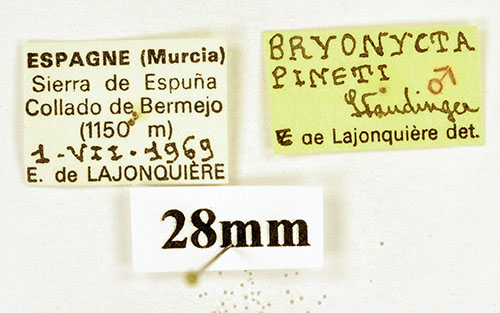 ESPAGNE (Murcia)
Sierra de Espuña
Collado de Bermejo
(1150 m)
1-VII-1969
E. de LAJONQUIÈRE
BRYONYCTA
PINETI ♂
Staudinger
E de Lajonquière det.
28mm